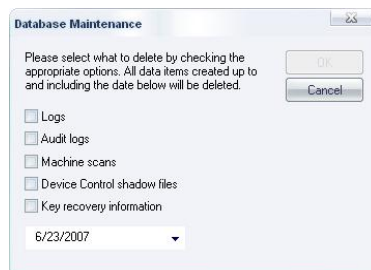 Database Maintenance
Please select what to delete by checking the
appropriate options. All data items created up to
and including the date below will be deleted.
OK
Cancel
Logs
Audit logs
Machine scans
Device Control shadow files
Key recovery information
6/23/2007